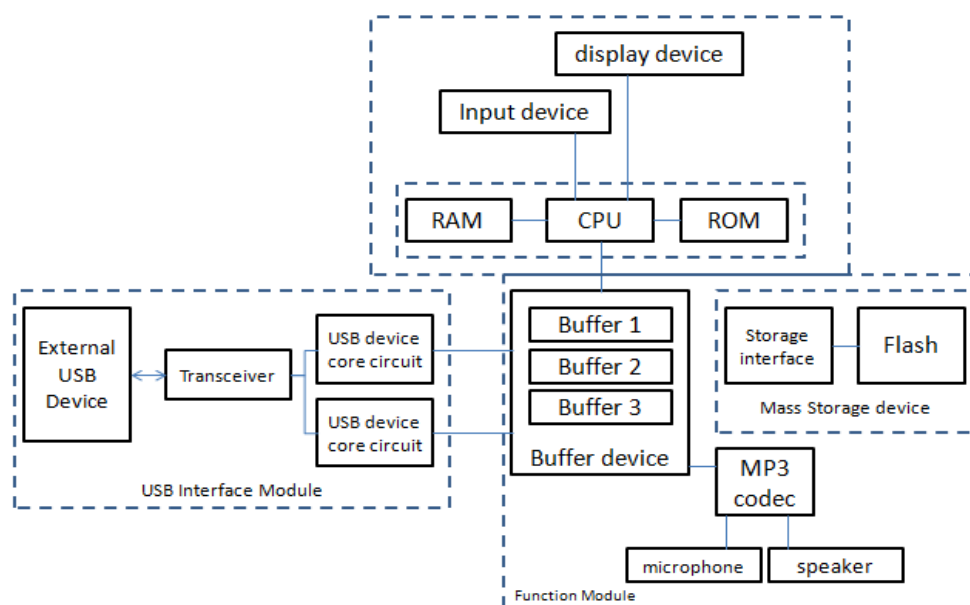 display device
Input device
RAM
CPU
ROM
External
USB
Device
Transceiver
USB device
core circuit
USB device
core circuit
USB Interface Module
Buffer 1
Buffer 2
Buffer 3
Buffer device
Storage
interface
Flash
Mass Storage device
MP3
codec
microphone
speaker
Function Module